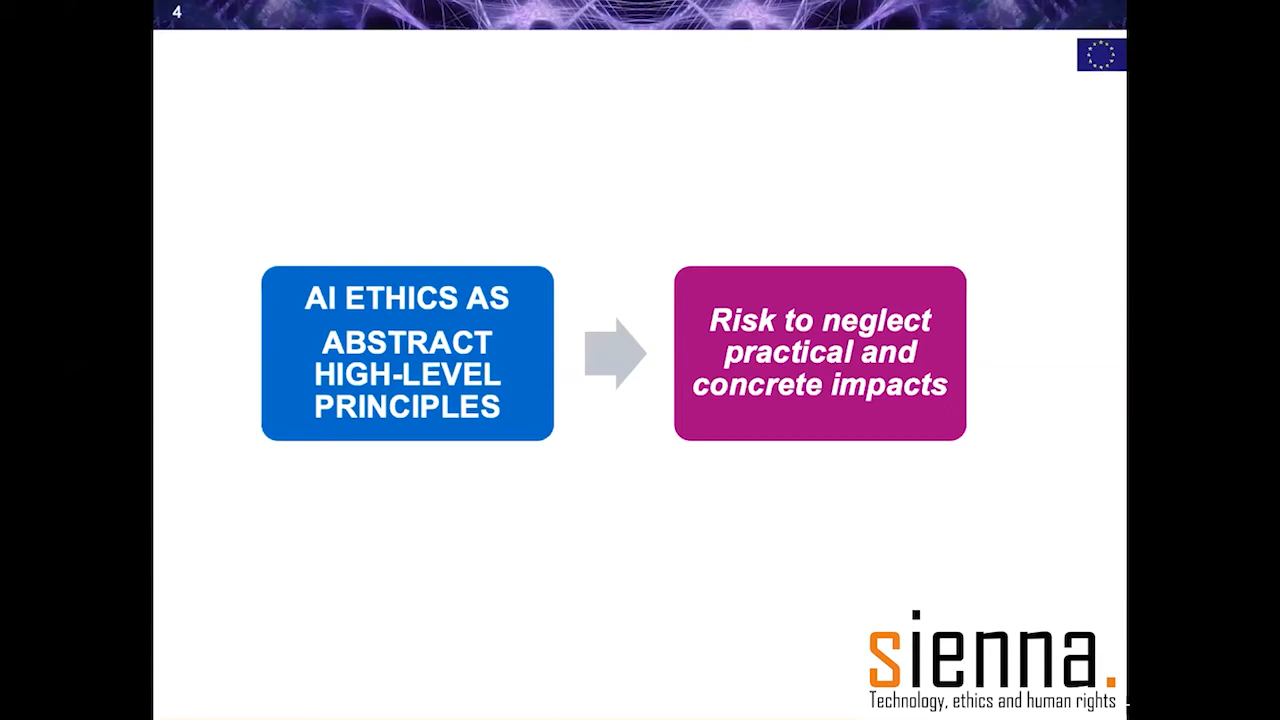 4
AI ETHICS AS
ABSTRACT
HIGH-LEVEL
PRINCIPLES
Risk to neglect
practical and
concrete impacts
sienna.
Technology, ethics and human rights